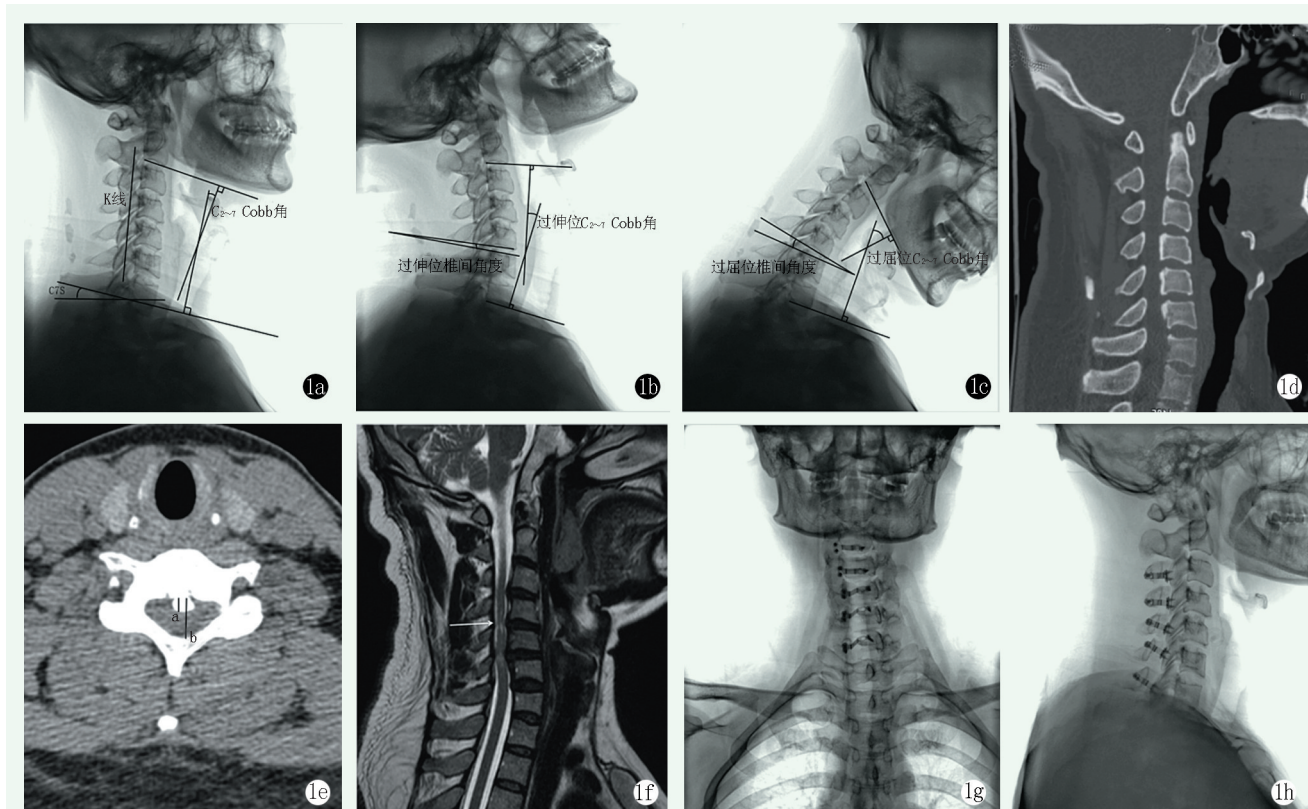 K线
C₂~₇ Cobb角
C7S
1a
过伸位C₂~₇ Cobb角
过伸位椎间角度
1b
过屈位椎间角度
过屈位C₂~₇ Cobb角
1c
1d
a
b
1e
1f
1g
1h